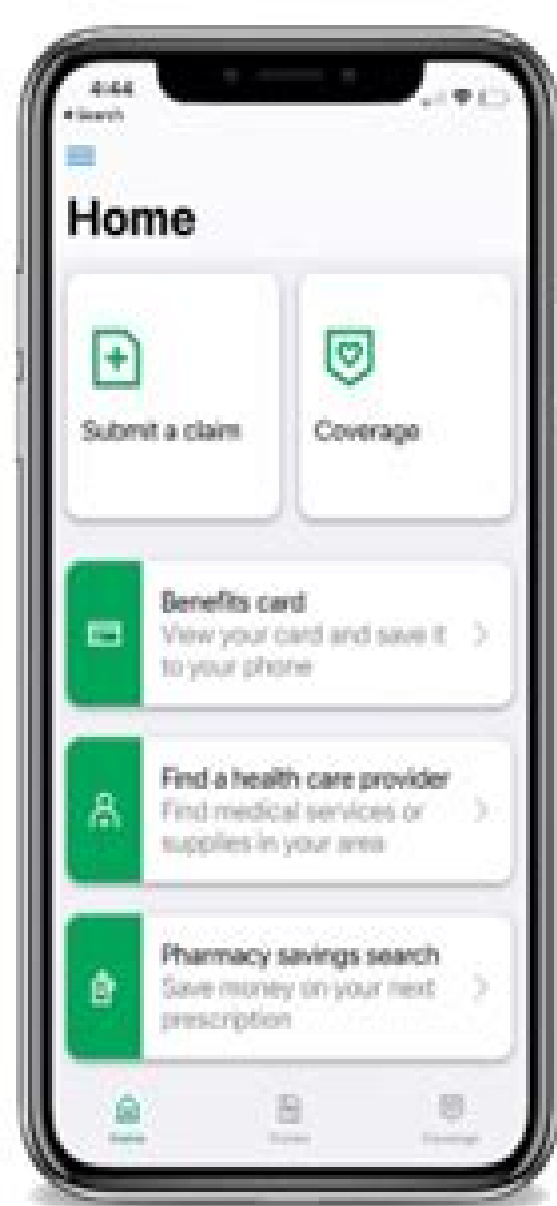 4:44
Search
Home
Submit a claim
Coverage
Benefits card
View your card and save it
to your phone
Find a health care provider
Find medical services or
supplies in your area
Pharmacy savings search
Save money on your next
prescription
Home
Coverage